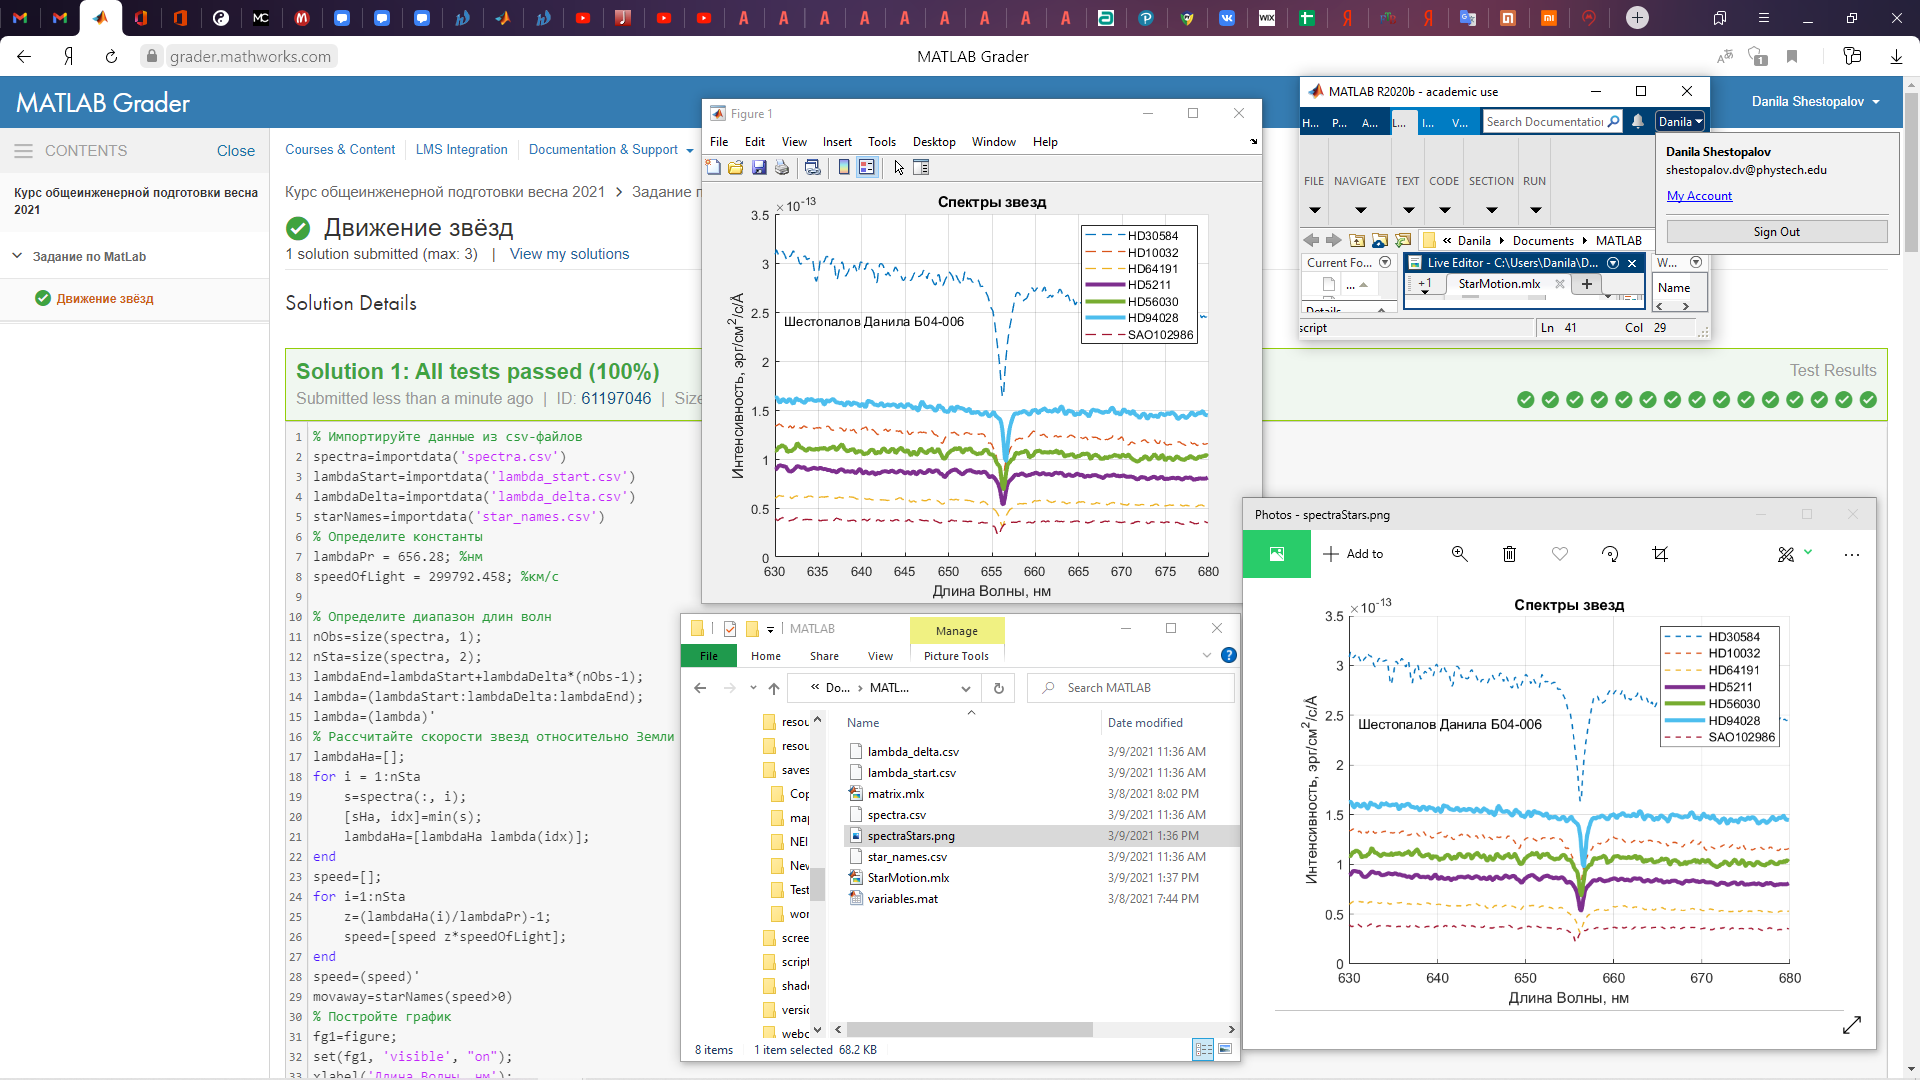 grader.mathworks.com
MATLAB Grader
MATLAB Grader
Danila Shestopalov
CONTENTS
Close
Курс общеинженерной подготовки весна
2021
Задание по MatLab
Движение звёзд
Courses & Content | LMS Integration | Documentation & Support
Курс общеинженерной подготовки весна 2021 > Задание
Движение звёзд
1 solution submitted (max: 3) | View my solutions
Solution Details
Solution 1: All tests passed (100%)
Submitted less than a minute ago | ID: 61197046 |
Test Results
1 % Импортируйте данные из csv-файлов
2 spectra=importdata('spectra.csv')
3 lambdaStart=importdata('lambda_start.csv')
4 lambdaDelta=importdata('lambda_delta.csv')
5 starNames=importdata('star_names.csv')
6 % Определите константы
7 lambdaPr = 656.28; %нм
8 speedOfLight = 299792.458; %км/с
9
10 % Определите диапазон длин волн
11 nObs=size(spectra, 1);
12 nSta=size(spectra, 2);
13 lambdaEnd=lambdaStart+lambdaDelta*(nObs-1);
14 lambda=(lambdaStart:lambdaDelta:lambdaEnd);
15 lambda=(lambda)'
16 % Рассчитайте скорости звезд относительно Земли
17 lambdaHa=[];
18 for i = 1:nSta
19 s=spectra(:, i);
20 [sHa, idx]=min(s);
21 lambdaHa=[lambdaHa lambda(idx)];
22 end
23 speed=[];
24 for i=1:nSta
25 z=(lambdaHa(i)/lambdaPr)-1;
26 speed=[speed z*speedOfLight];
27 end
28 speed=(speed)'
29 movaway=starNames(speed>0)
30 % Постройте график
31 fg1=figure;
32 set(fg1, 'visible', "on");
33 xlabel('Длина Волны, нм');
Figure 1
File Edit View Insert Tools Desktop Window Help
Спектры звезд
×10-13
3.5
3
2.5
2
1.5
1
0.5
0
630 635 640 645 650 655 660 665 670 675 680
Длина Волны, нм
Интенсивность, эрг/см2/с/Å
Шестопалов Данила Б04-006
HD30584
HD10032
HD64191
HD5211
HD56030
HD94028
SAO102986
MATLAB R2020b - academic use
H... P... A... L... I... V...
Search Documentation
Danila
FILE NAVIGATE TEXT CODE SECTION RUN
Danila Shestopalov
shestopalov.dv@phystech.edu
My Account
Sign Out
« Danila Documents MATLAB
Current Fo...
Live Editor - C:\Users\Danila\D...
W...
...
+1
StarMotion.mlx
Name
Details
script
Ln 41 Col 29
MATLAB
Manage
File Home Share View Picture Tools
« Do... > MATL...
Search MATLAB
Name Date modified
lambda_delta.csv 3/9/2021 11:36 AM
lambda_start.csv 3/9/2021 11:36 AM
matrix.mlx 3/8/2021 8:02 PM
spectra.csv 3/9/2021 11:36 AM
spectraStars.png 3/9/2021 1:36 PM
star_names.csv 3/9/2021 11:36 AM
StarMotion.mlx 3/9/2021 1:37 PM
variables.mat 3/8/2021 7:44 PM
resou
resou
saves
Cop
map
NEI
New
Test
wor
scree
script
shade
versic
webc
8 items 1 item selected 68.2 KB
Photos - spectraStars.png
Add to
Спектры звезд
×10-13
3.5
3
2.5
2
1.5
1
0.5
0
630 640 650 660 670 680
Длина Волны, нм
Интенсивность, эрг/см2/с/Å
Шестопалов Данила Б04-006
HD30584
HD10032
HD64191
HD5211
HD56030
HD94028
SAO102986